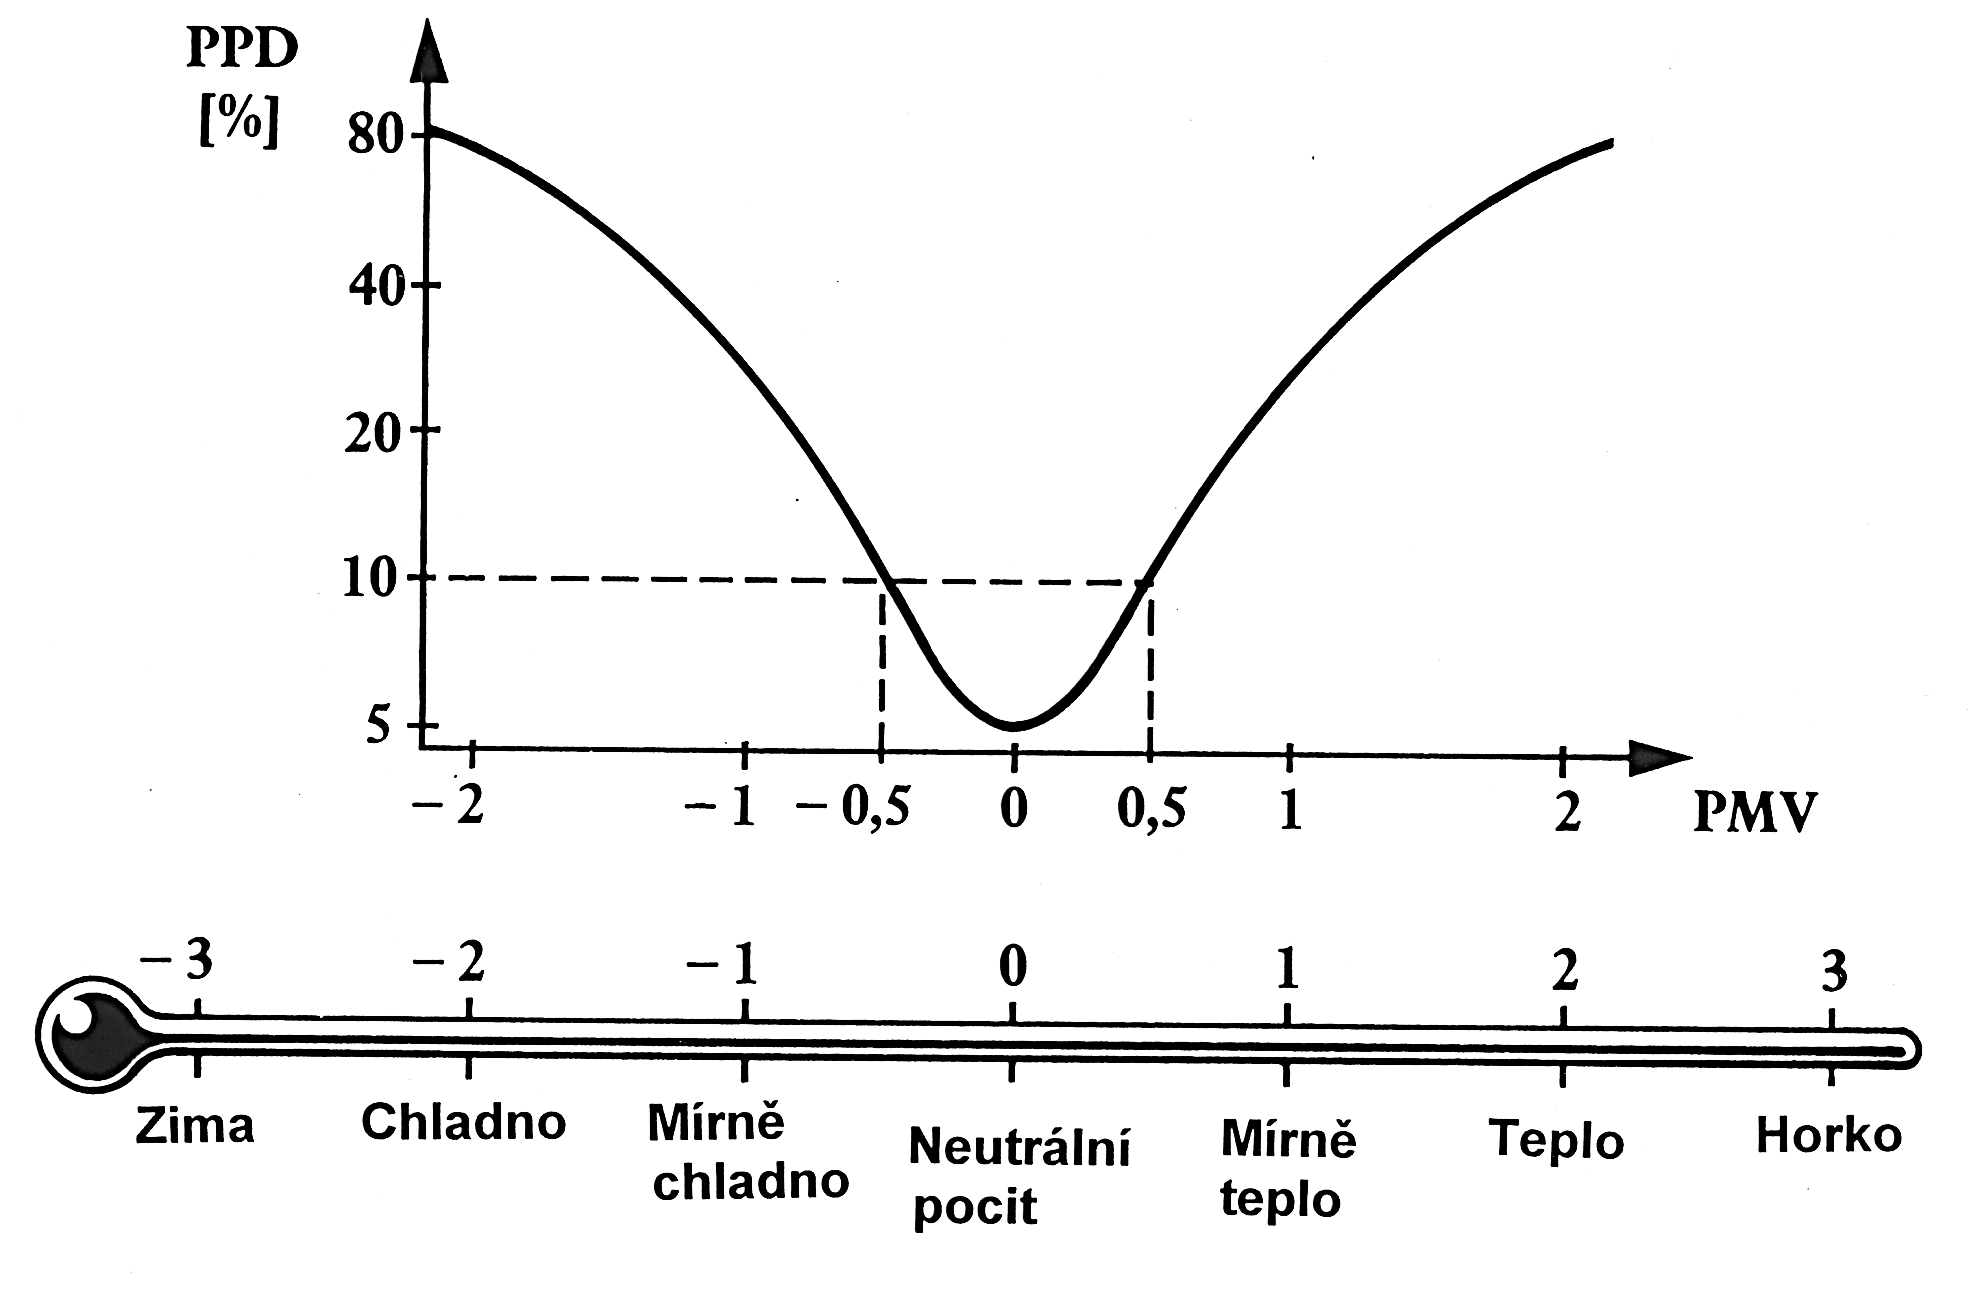 PPD
[%]
80
40
20
10
5
– 2 – 1 – 0,5 0 0,5 1 2 PMV
– 3 – 2 – 1 0 1 2 3
Zima Chladno Mírně chladno Neutrální pocit Mírně teplo Teplo Horko